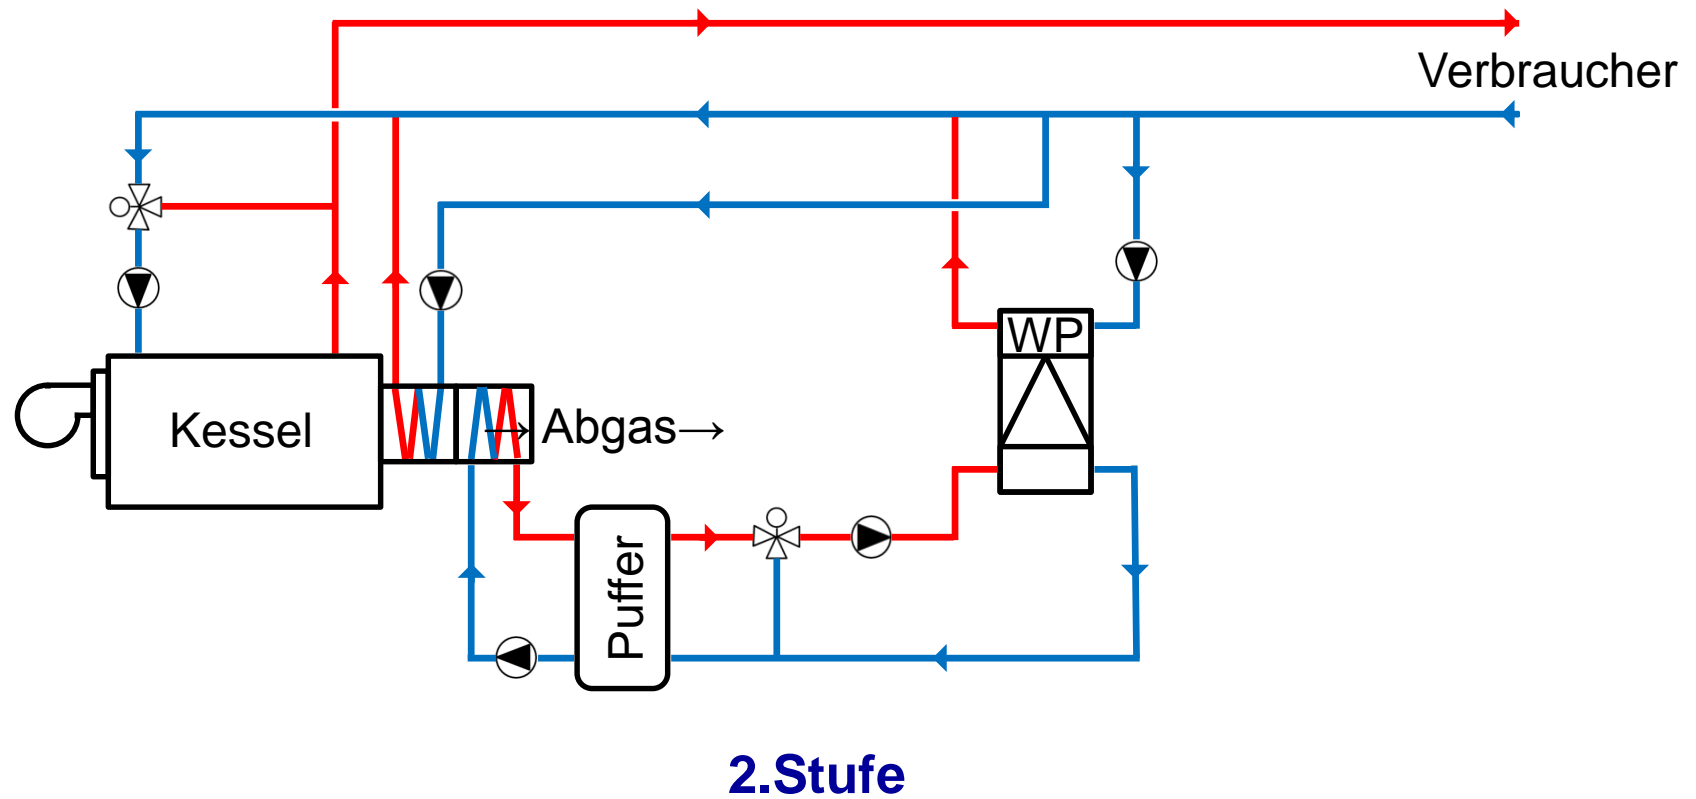 Verbraucher
WP
Kessel
→Abgas→
Puffer
2.Stufe